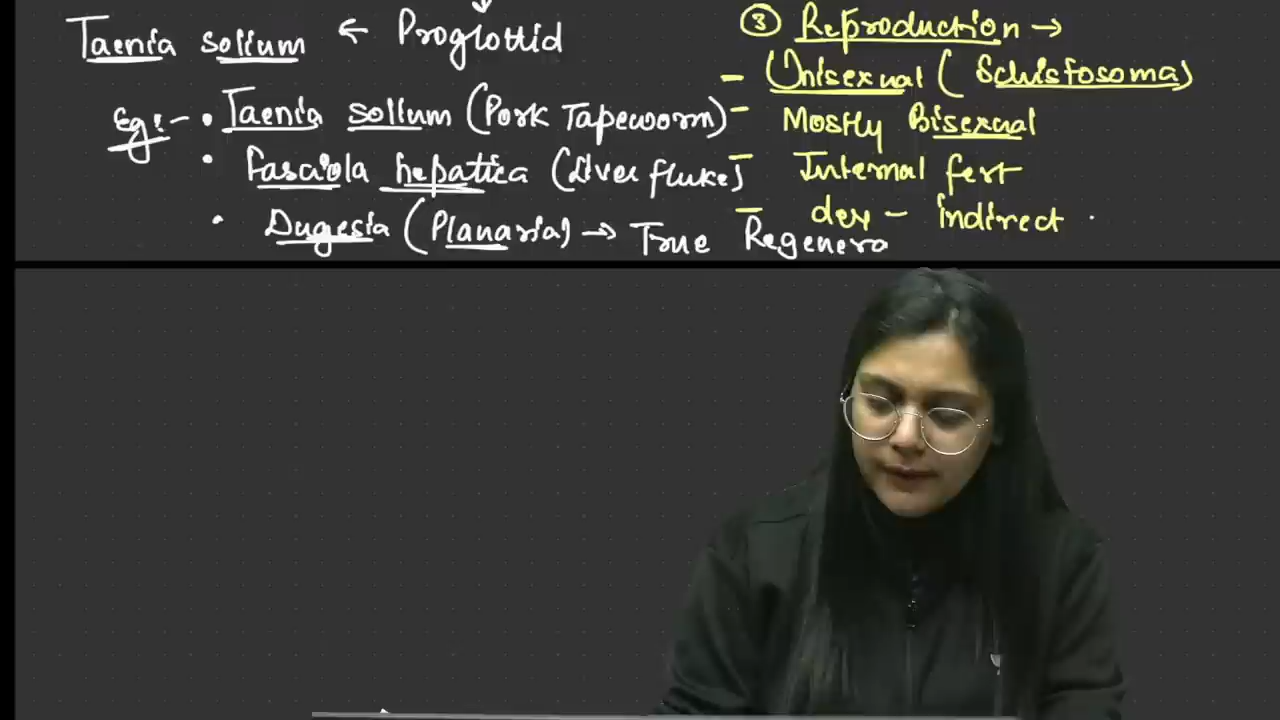 Taenia solium ← Proglottid
Eg:- • Taenia solium (Pork Tapeworm)
• Fasciola hepatica (Liver fluke)
• Dugesia (Planaria) → True Regenera
③ Reproduction →
- Unisexual (Schistosoma)
- Mostly Bisexual
- Internal fert
- dev - indirect